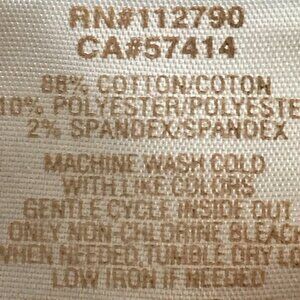 RN#112790
CA#57414
88% COTTON/COTON
10% POLYESTER/POLYESTE
2% SPANDEX/SPANDEX
MACHINE WASH COLD
WITH LIKE COLORS
GENTLE CYCLE INSIDE OUT
ONLY NON-CHLORINE BLEAC
WHEN NEEDED, TUMBLE DRY LO
LOW IRON IF NEEDED